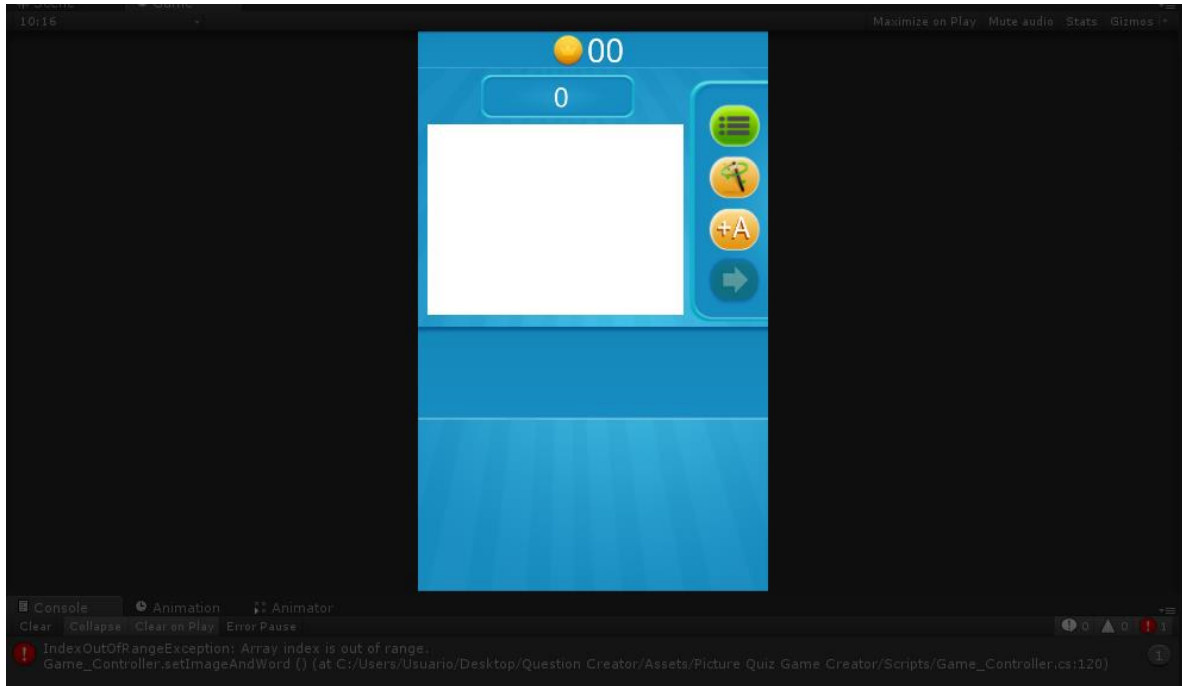 Scene Game
10:16 Maximize on Play Mute audio Stats Gizmos
00
0
+A
Console Animation Animator
Clear Collapse Clear on Play Error Pause 0 0 1
IndexOutOfRangeException: Array index is out of range. 1
Game_Controller.setImageAndWord () (at C:/Users/Usuario/Desktop/Question Creator/Assets/Picture Quiz Game Creator/Scripts/Game_Controller.cs:120)